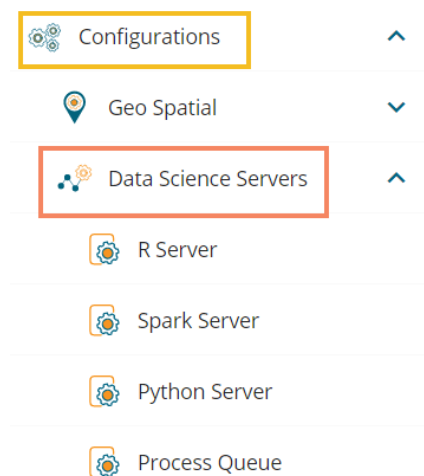 Configurations
Geo Spatial
Data Science Servers
R Server
Spark Server
Python Server
Process Queue